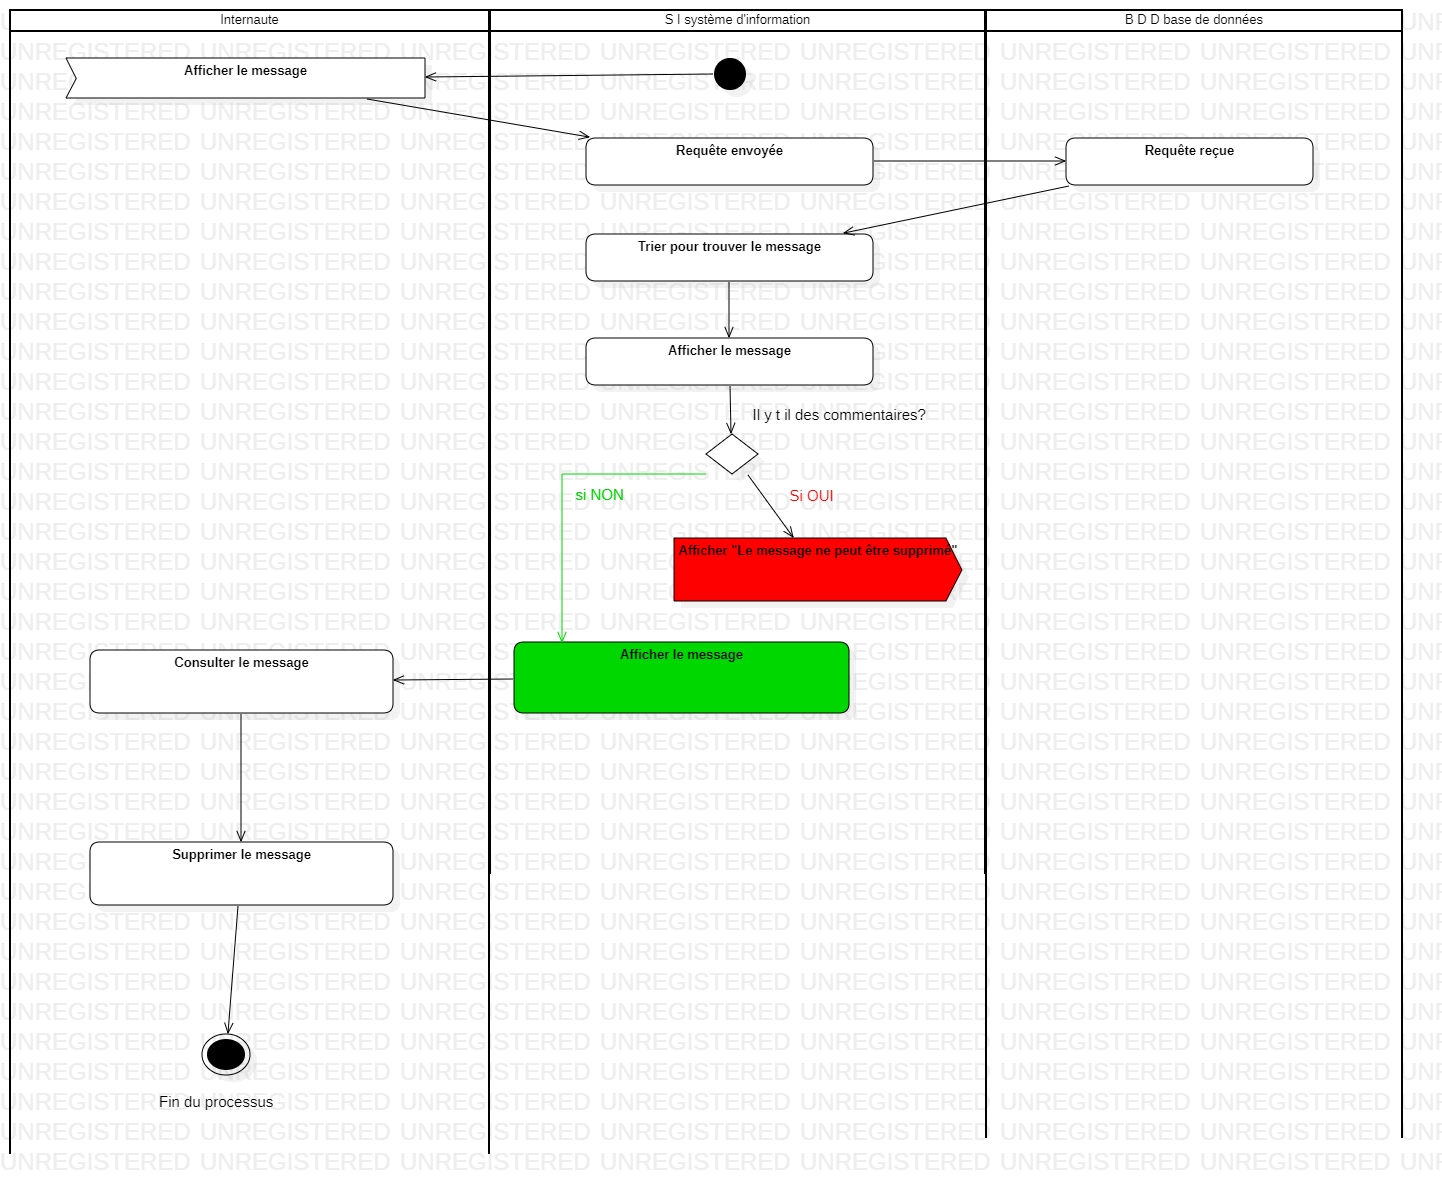 Internaute
S I système d'information
B D D base de données
Afficher le message
Requête envoyée
Requête reçue
Trier pour trouver le message
Afficher le message
Il y t il des commentaires?
si NON
Si OUI
Afficher "Le message ne peut être supprimé"
Afficher le message
Consulter le message
Supprimer le message
Fin du processus
UNREGISTERED